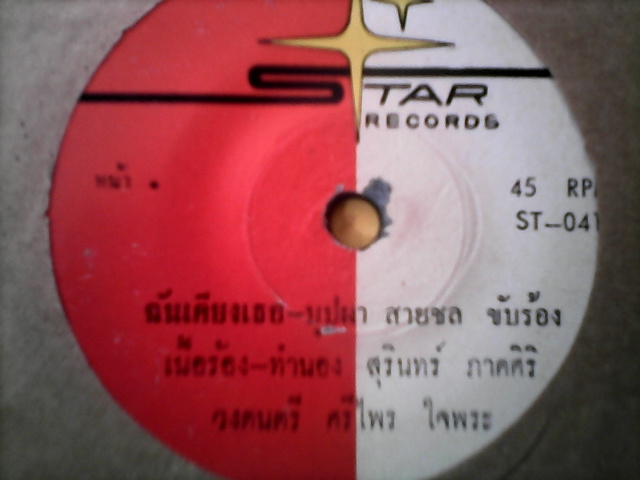 STAR
RECORDS
หน้า
45 RP
ST-041
ฉันเคียงเธอ-บุปผา สายชล ขับร้อง
เนื้อร้อง-ทำนอง สุรินทร์ ภาคศิริ
วงดนตรี ศรีไพร ใจพระ